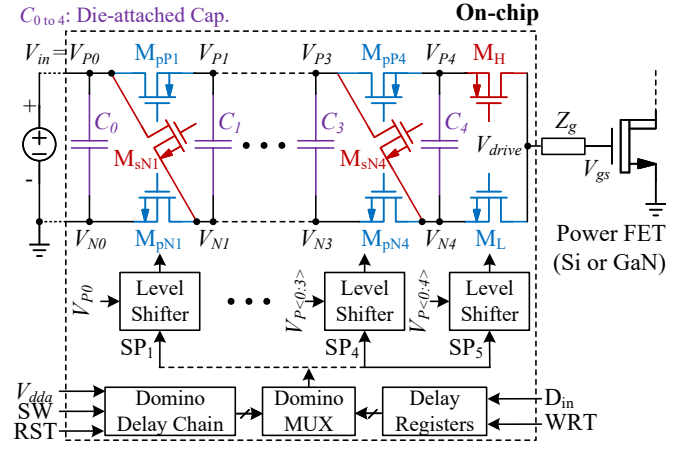 C0 to 4: Die-attached Cap.
On-chip
Vin=VP0
MpP1
VP1
VP3
MpP4
VP4
MH
+
-
C0
C1
C3
C4
MsN1
MsN4
Vdrive
Zg
Vgs
VN0
MpN1
VN1
VN3
MpN4
VN4
ML
Power FET
(Si or GaN)
VP0
Level
Shifter
VP<0:3>
Level
Shifter
VP<0:4>
Level
Shifter
SP1
SP4
SP5
Vdda
SW
RST
Domino
Delay Chain
Domino
MUX
Delay
Registers
Din
WRT